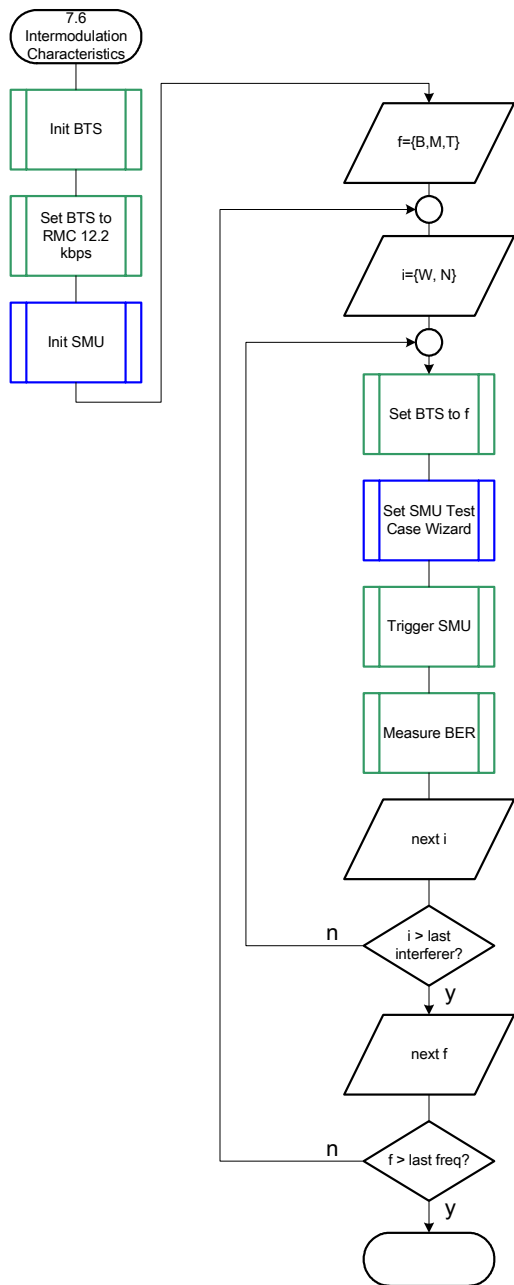 7.6
Intermodulation
Characteristics
Init BTS
Set BTS to
RMC 12.2
kbps
Init SMU
f={B,M,T}
i={W, N}
Set BTS to f
Set SMU Test
Case Wizard
Trigger SMU
Measure BER
next i
n
i > last
interferer?
y
next f
n
f > last freq?
y